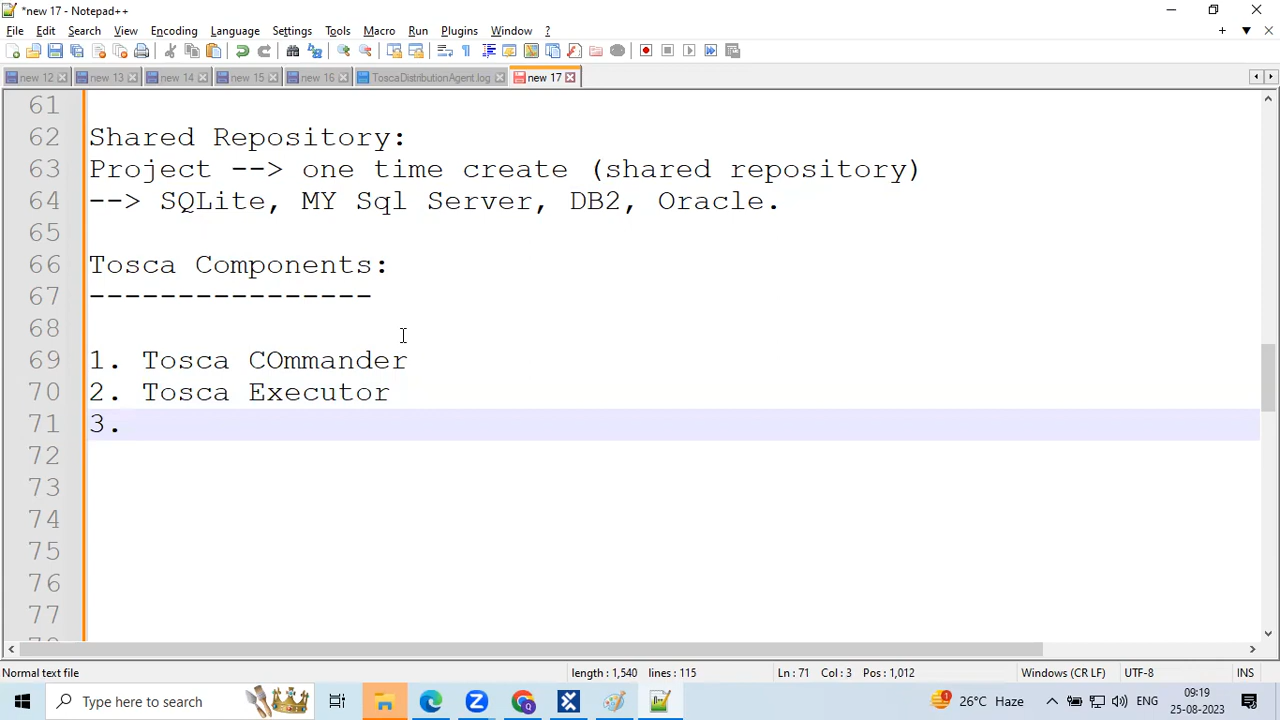 *new 17 - Notepad++
File Edit Search View Encoding Language Settings Tools Macro Run Plugins Window ?
new 12 new 13 new 14 new 15 new 16 ToscaDistributionAgent.log new 17
61
62 Shared Repository:
63 Project --> one time create (shared repository)
64 --> SQLite, MY Sql Server, DB2, Oracle.
65
66 Tosca Components:
67 ----------------
68
69 1. Tosca COmmander
70 2. Tosca Executor
71 3.
72
73
74
75
76
77
Normal text file length : 1,540 lines : 115 Ln : 71 Col : 3 Pos : 1,012 Windows (CR LF) UTF-8 INS
Type here to search 1 26°C Haze ENG 09:19
25-08-2023